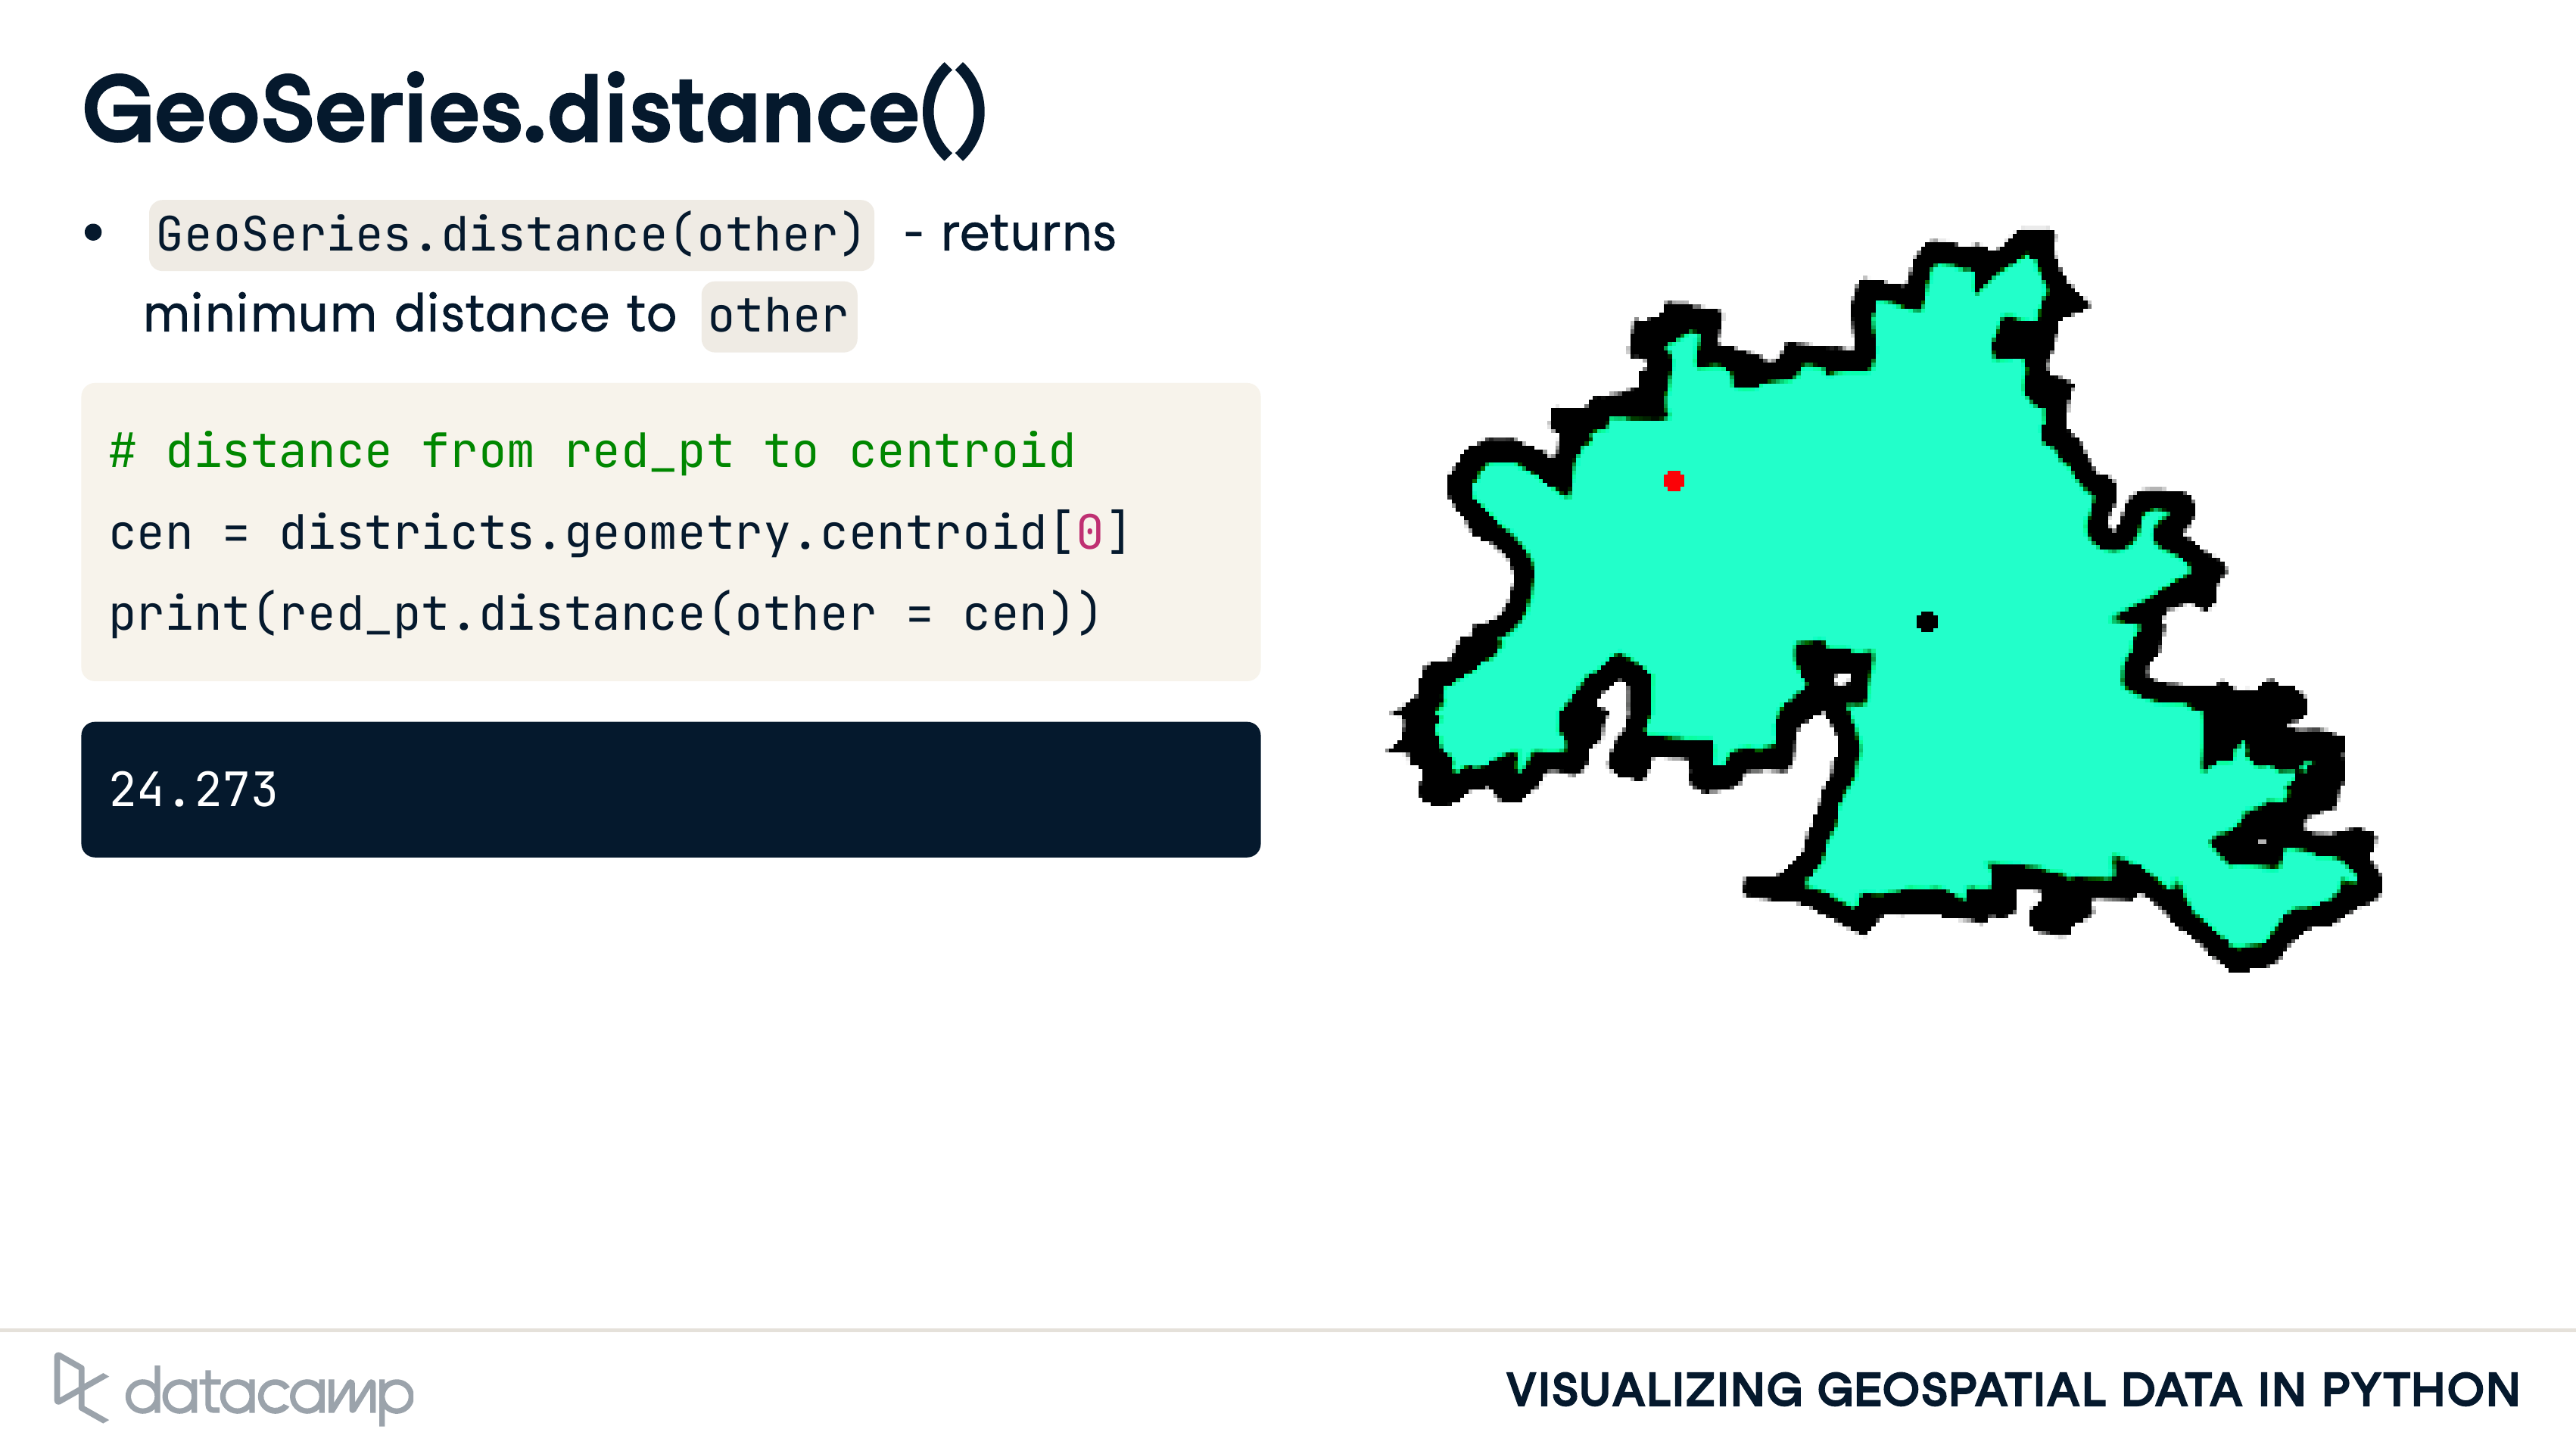 GeoSeries.distance()
• GeoSeries.distance(other) - returns
minimum distance to other
# distance from red_pt to centroid
cen = districts.geometry.centroid[0]
print(red_pt.distance(other = cen))
24.273
datacamp
VISUALIZING GEOSPATIAL DATA IN PYTHON